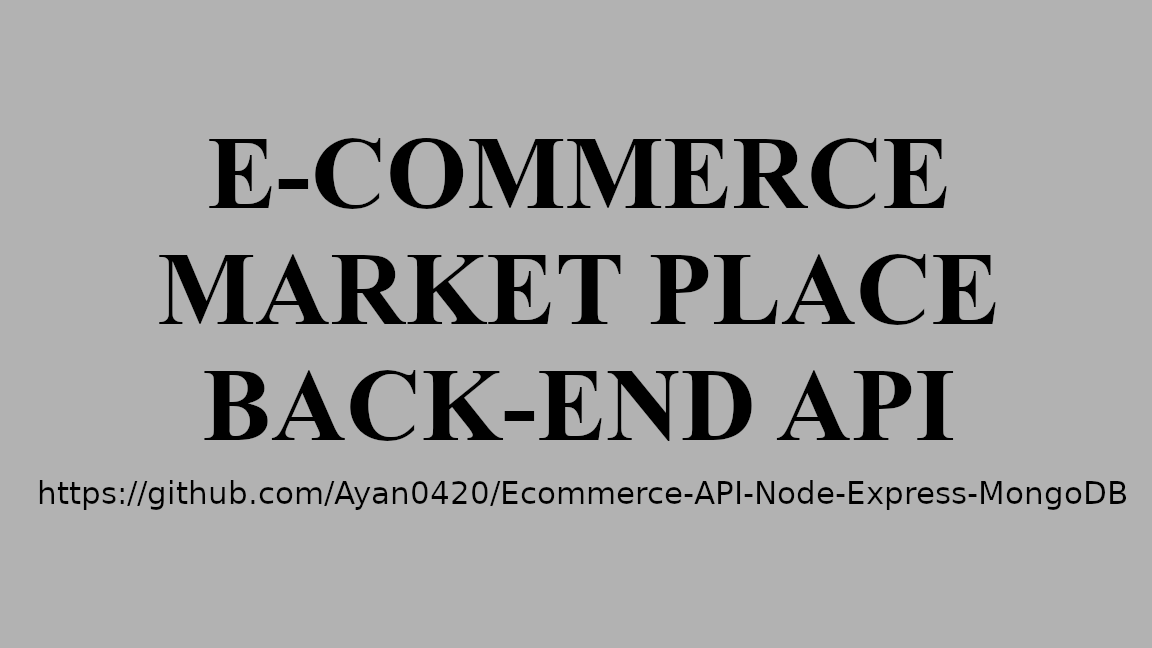 E-COMMERCE
MARKET PLACE
BACK-END API
https://github.com/Ayan0420/Ecommerce-API-Node-Express-MongoDB